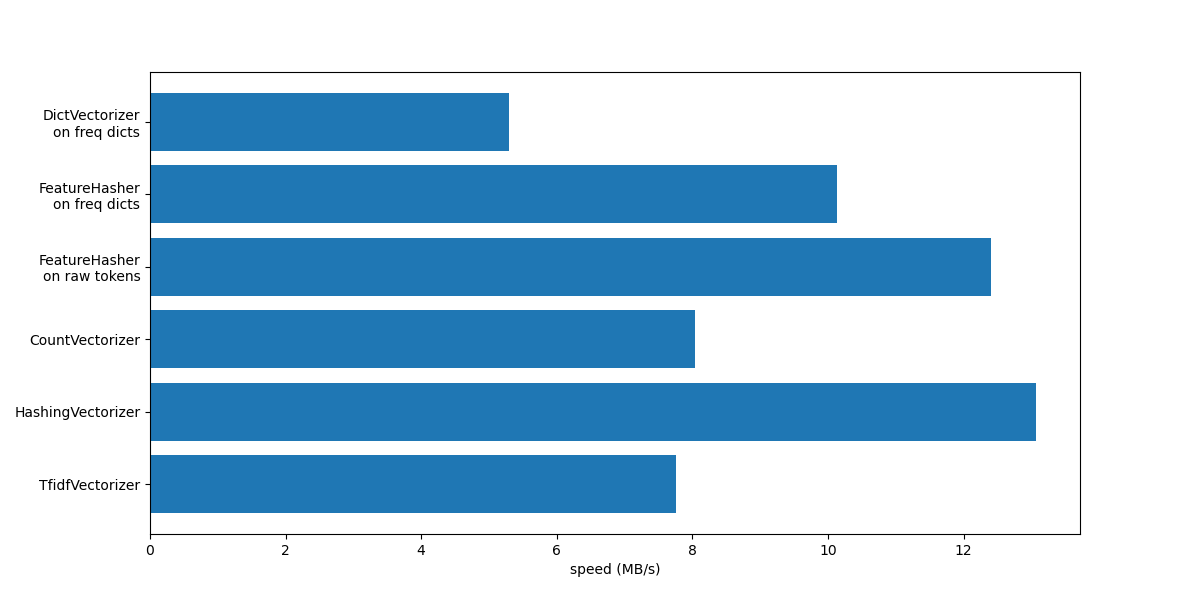 DictVectorizer
on freq dicts
FeatureHasher
on freq dicts
FeatureHasher
on raw tokens
CountVectorizer
HashingVectorizer
TfidfVectorizer
0 2 4 6 8 10 12
speed (MB/s)